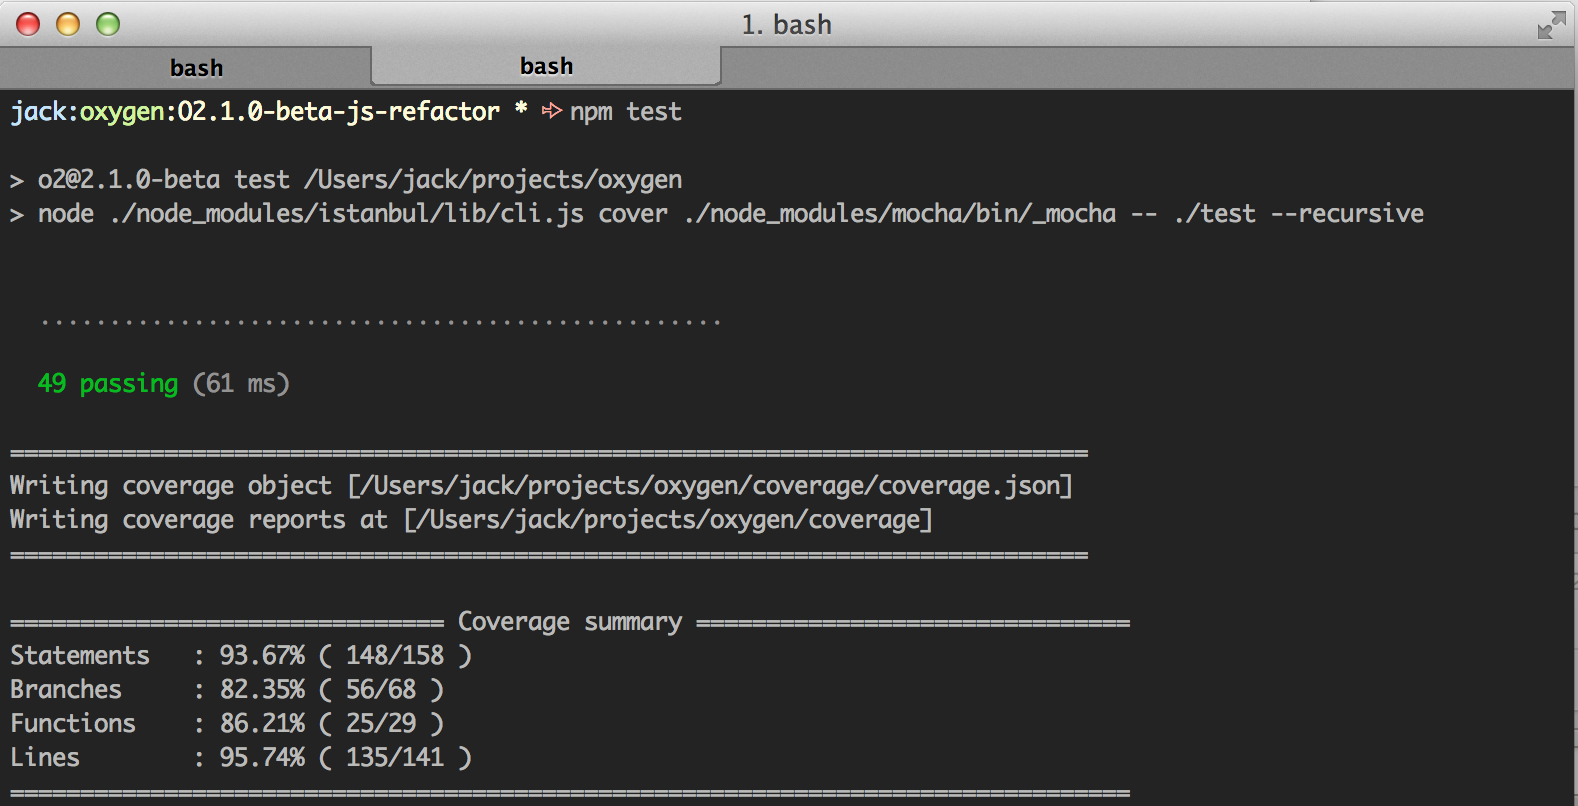 1. bash
bash bash
jack:oxygen:O2.1.0-beta-js-refactor * ➾ npm test
> o2@2.1.0-beta test /Users/jack/projects/oxygen
> node ./node_modules/istanbul/lib/cli.js cover ./node_modules/mocha/bin/_mocha -- ./test --recursive
.................................................
49 passing (61 ms)
=============================================================================
Writing coverage object [/Users/jack/projects/oxygen/coverage/coverage.json]
Writing coverage reports at [/Users/jack/projects/oxygen/coverage]
=============================================================================
=============================== Coverage summary ===============================
Statements   : 93.67% ( 148/158 )
Branches     : 82.35% ( 56/68 )
Functions    : 86.21% ( 25/29 )
Lines        : 95.74% ( 135/141 )
================================================================================